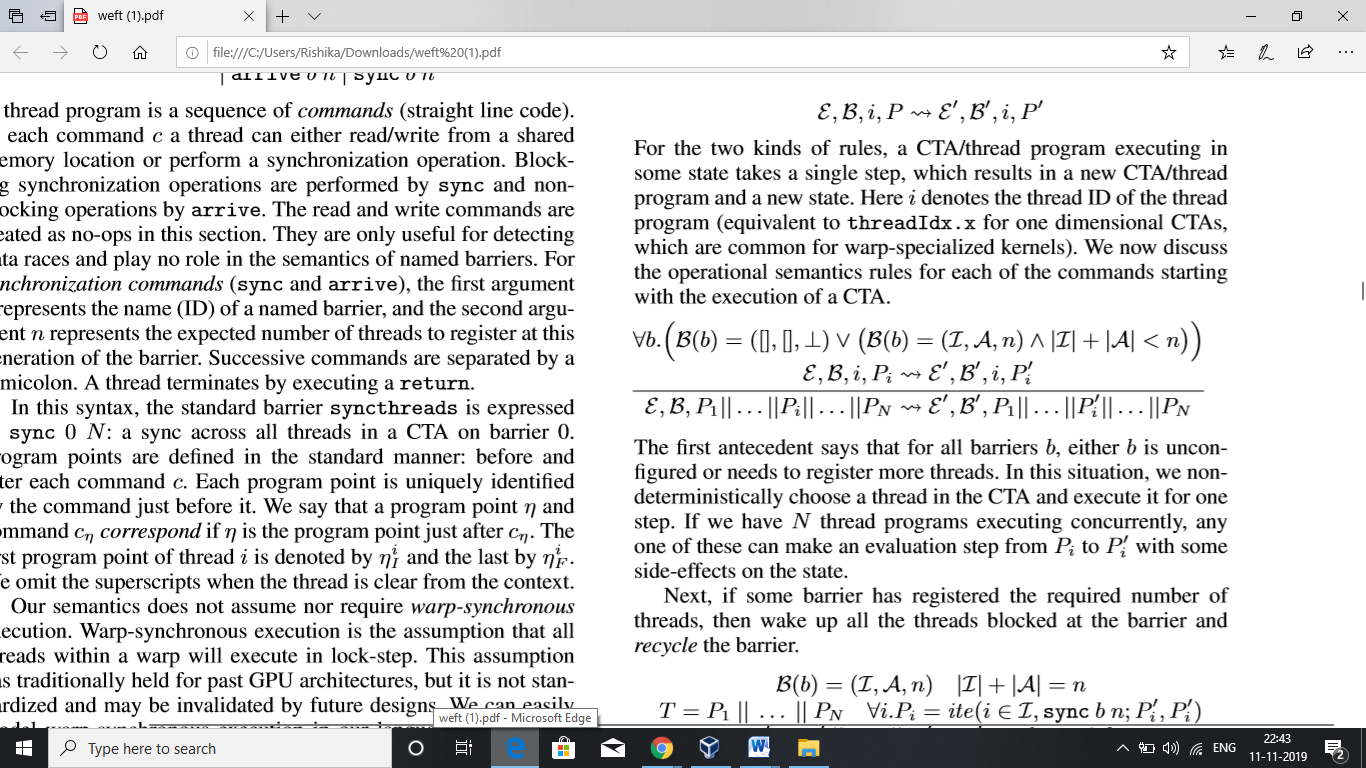 weft (1).pdf
file:///C:/Users/Rishika/Downloads/weft%20(1).pdf
| arrive b n | sync b n
thread program is a sequence of commands (straight line code).
each command c a thread can either read/write from a shared
emory location or perform a synchronization operation. Block-
g synchronization operations are performed by sync and non-
ocking operations by arrive. The read and write commands are
eated as no-ops in this section. They are only useful for detecting
ata races and play no role in the semantics of named barriers. For
nchronization commands (sync and arrive), the first argument
represents the name (ID) of a named barrier, and the second argu-
ent n represents the expected number of threads to register at this
eneration of the barrier. Successive commands are separated by a
micolon. A thread terminates by executing a return.
In this syntax, the standard barrier syncthreads is expressed
sync 0 N: a sync across all threads in a CTA on barrier 0.
rogram points are defined in the standard manner: before and
ter each command c. Each program point is uniquely identified
y the command just before it. We say that a program point η and
ommand cη correspond if η is the program point just after cη. The
rst program point of thread i is denoted by ηᵢI and the last by ηᵢF.
e omit the superscripts when the thread is clear from the context.
Our semantics does not assume nor require warp-synchronous
ecution. Warp-synchronous execution is the assumption that all
reads within a warp will execute in lock-step. This assumption
as traditionally held for past GPU architectures, but it is not stan-
ardized and may be invalidated by future designs. We can easily
ℰ, ℬ, i, P ⇝ ℰ′, ℬ′, i, P′
For the two kinds of rules, a CTA/thread program executing in
some state takes a single step, which results in a new CTA/thread
program and a new state. Here i denotes the thread ID of the thread
program (equivalent to threadIdx.x for one dimensional CTAs,
which are common for warp-specialized kernels). We now discuss
the operational semantics rules for each of the commands starting
with the execution of a CTA.
∀b.(ℬ(b) = ([], [], ⊥) ∨ (ℬ(b) = (ℐ, 𝒜, n) ∧ |ℐ| + |𝒜| < n))
ℰ, ℬ, i, Pᵢ ⇝ ℰ′, ℬ′, i, P′ᵢ
ℰ, ℬ, P₁|| . . . ||Pᵢ|| . . . ||P_N ⇝ ℰ′, ℬ′, P₁|| . . . ||P′ᵢ|| . . . ||P_N
The first antecedent says that for all barriers b, either b is uncon-
figured or needs to register more threads. In this situation, we non-
deterministically choose a thread in the CTA and execute it for one
step. If we have N thread programs executing concurrently, any
one of these can make an evaluation step from Pᵢ to P′ᵢ with some
side-effects on the state.
Next, if some barrier has registered the required number of
threads, then wake up all the threads blocked at the barrier and
recycle the barrier.
ℬ(b) = (ℐ, 𝒜, n) |ℐ| + |𝒜| = n
T = P₁ || . . . || P_N ∀i.Pᵢ = ite(i ∈ ℐ, sync b n; P′ᵢ, P′ᵢ)
weft (1).pdf - Microsoft Edge
Type here to search
ENG
22:43
11-11-2019
2